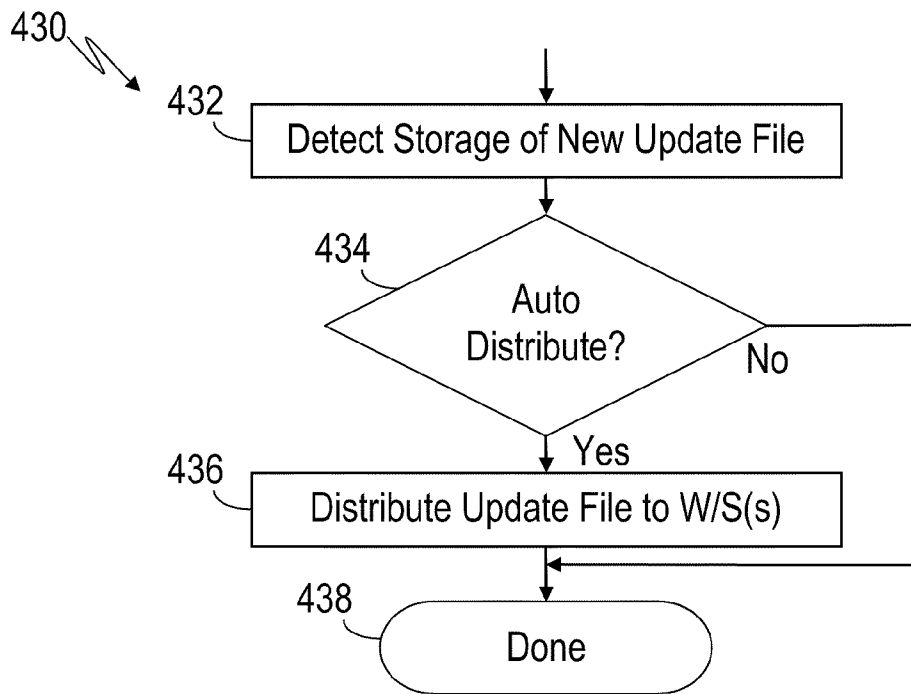 430
432
Detect Storage of New Update File
434
Auto
Distribute?
No
Yes
436
Distribute Update File to W/S(s)
438
Done